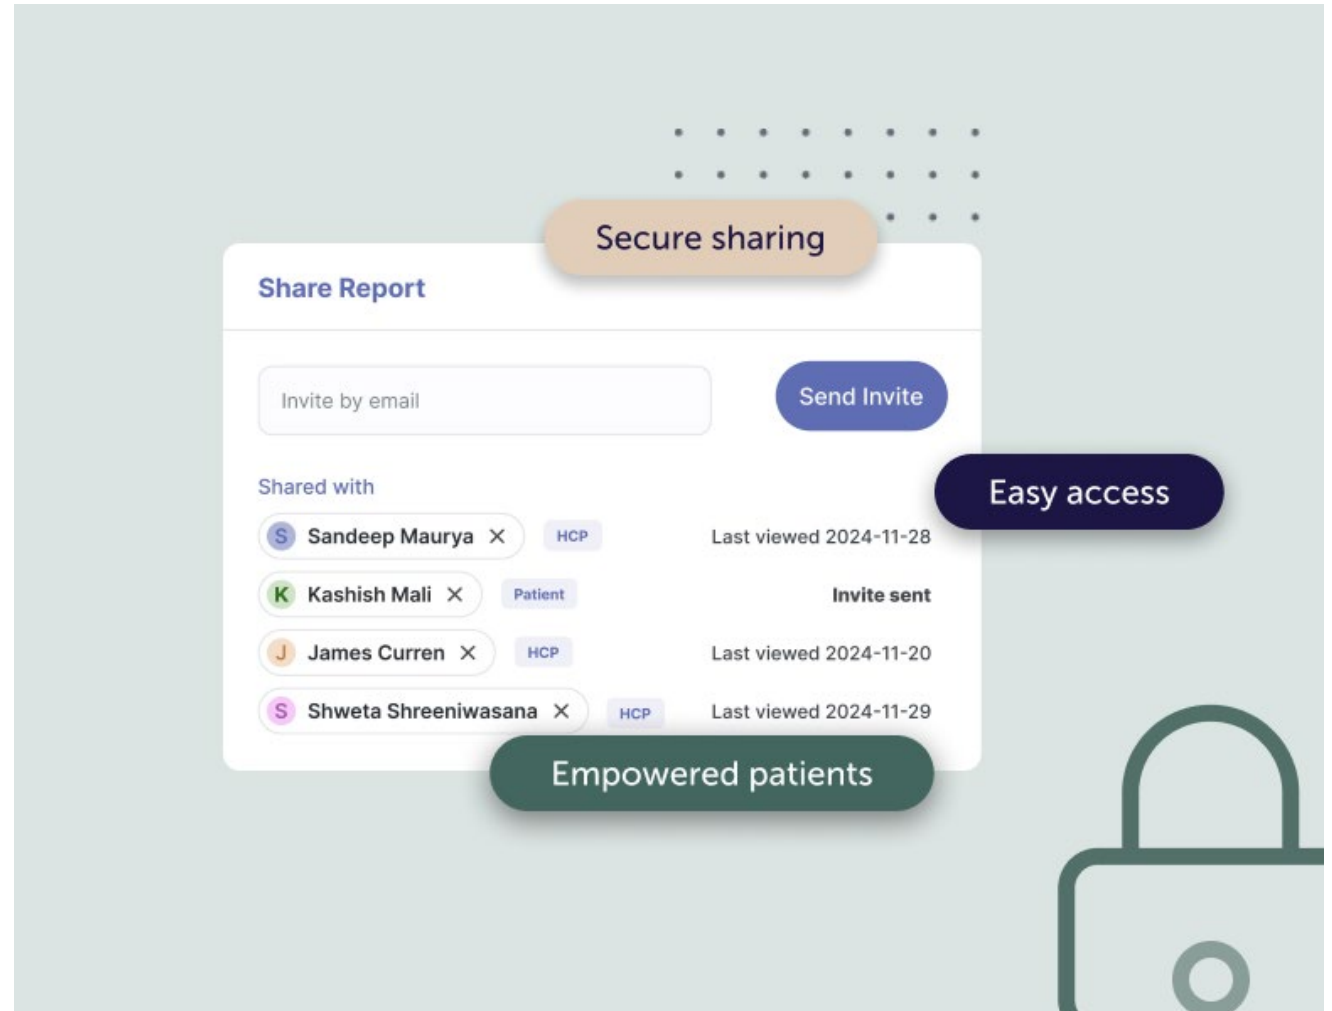 Secure sharing
Share Report
Invite by email
Send Invite
Easy access
Shared with
S Sandeep Maurya × HCP Last viewed 2024-11-28
K Kashish Mali × Patient Invite sent
J James Curren × HCP Last viewed 2024-11-20
S Shweta Shreeniwasana × HCP Last viewed 2024-11-29
Empowered patients